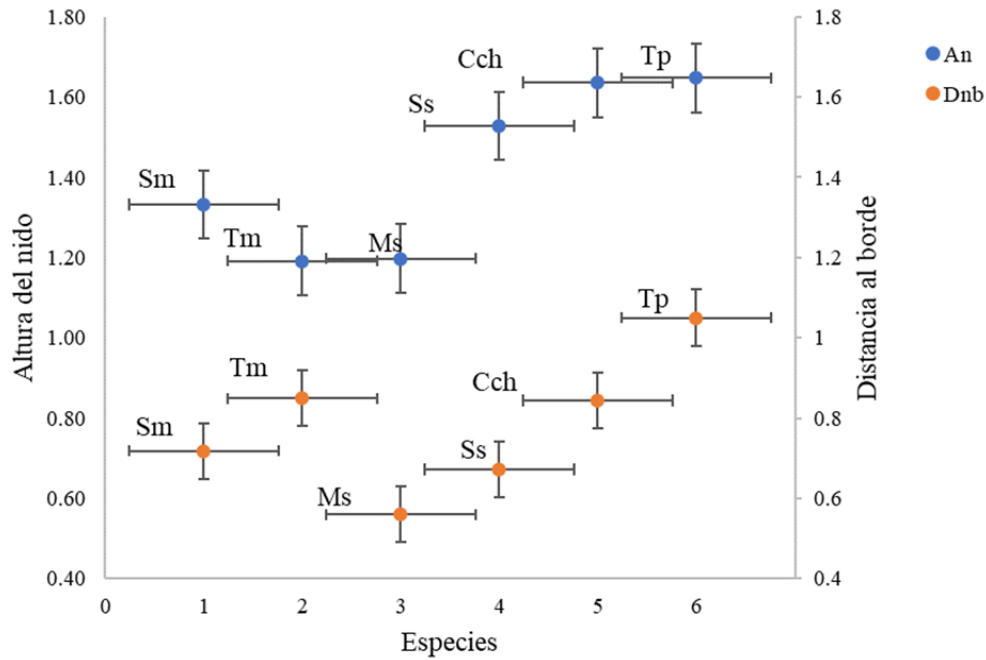 1.80
1.60
1.40
1.20
1.00
0.80
0.60
0.40
Altura del nido
1.8
1.6
1.4
1.2
1
0.8
0.6
0.4
Distancia al borde
An
Dnb
Sm
Tm
Ms
Ss
Cch
Tp
Sm
Tm
Ms
Ss
Cch
Tp
0 1 2 3 4 5 6
Especies